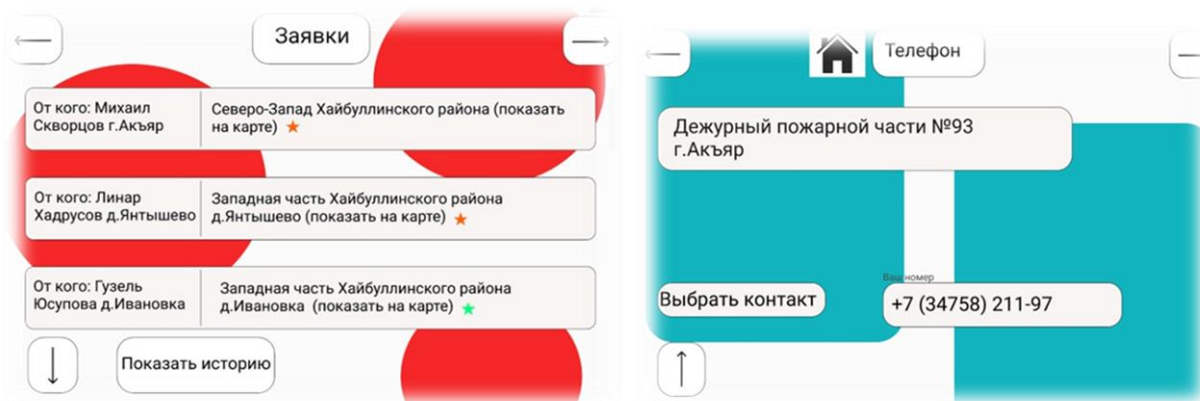 Заявки
От кого: Михаил
Скворцов г.Акъяр
Северо-Запад Хайбуллинского района (показать
на карте)
От кого: Линар
Хадрусов д.Янтышево
Западная часть Хайбуллинского района
д.Янтышево (показать на карте)
От кого: Гузель
Юсупова д.Ивановка
Западная часть Хайбуллинского района
д.Ивановка (показать на карте)
Показать историю
Телефон
Дежурный пожарной части №93
г.Акъяр
Ваш номер
Выбрать контакт
+7 (34758) 211-97